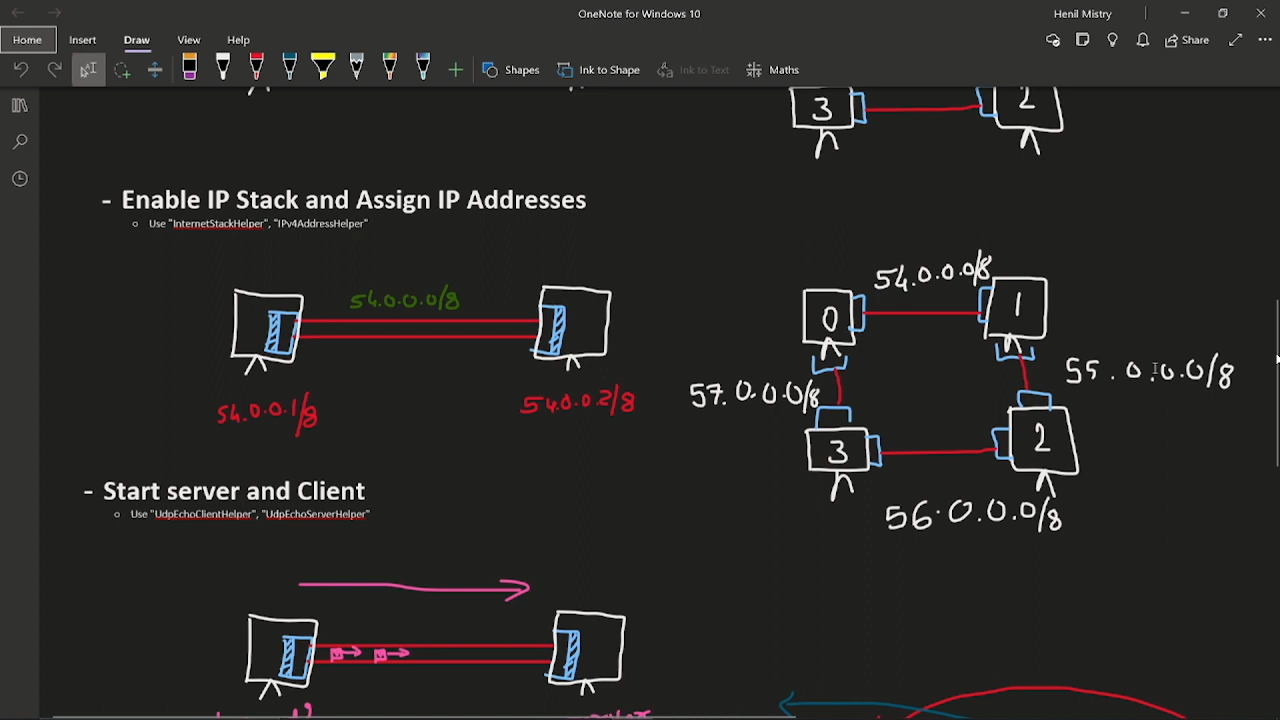 OneNote for Windows 10
Henil Mistry
Home Insert Draw View Help
Share
Shapes Ink to Shape Ink to Text Maths
3 2
- Enable IP Stack and Assign IP Addresses
Use "InternetStackHelper", "IPv4AddressHelper"
54.0.0.0/8
54.0.0.1/8
54.0.0.2/8
54.0.0.0/8
0 1
57.0.0.0/8
55.0.0.0/8
3 2
56.0.0.0/8
- Start server and Client
Use "UdpEchoClientHelper", "UdpEchoServerHelper"